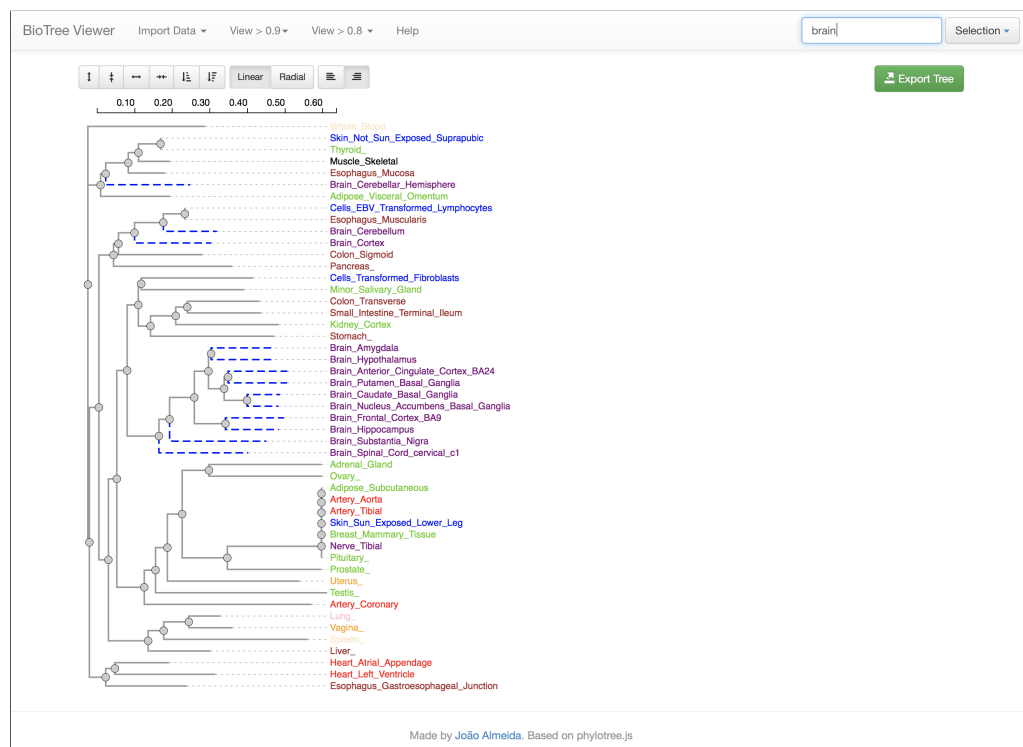 BioTree Viewer Import Data View > 0.9 View > 0.8 Help brain Selection
Linear Radial Export Tree
0.10 0.20 0.30 0.40 0.50 0.60
Whole_Blood
Skin_Not_Sun_Exposed_Suprapubic
Thyroid_
Muscle_Skeletal
Esophagus_Mucosa
Brain_Cerebellar_Hemisphere
Adipose_Visceral_Omentum
Cells_EBV_Transformed_Lymphocytes
Esophagus_Muscularis
Brain_Cerebellum
Brain_Cortex
Colon_Sigmoid
Pancreas_
Cells_Transformed_Fibroblasts
Minor_Salivary_Gland
Colon_Transverse
Small_Intestine_Terminal_Ileum
Kidney_Cortex
Stomach_
Brain_Amygdala
Brain_Hypothalamus
Brain_Anterior_Cingulate_Cortex_BA24
Brain_Putamen_Basal_Ganglia
Brain_Caudate_Basal_Ganglia
Brain_Nucleus_Accumbens_Basal_Ganglia
Brain_Frontal_Cortex_BA9
Brain_Hippocampus
Brain_Substantia_Nigra
Brain_Spinal_Cord_cervical_c1
Adrenal_Gland
Ovary_
Adipose_Subcutaneous
Artery_Aorta
Artery_Tibial
Skin_Sun_Exposed_Lower_Leg
Breast_Mammary_Tissue
Nerve_Tibial
Pituitary_
Prostate_
Uterus_
Testis_
Artery_Coronary
Lung_
Vagina_
Spleen_
Liver_
Heart_Atrial_Appendage
Heart_Left_Ventricle
Esophagus_Gastroesophageal_Junction
Made by João Almeida. Based on phylotree.js